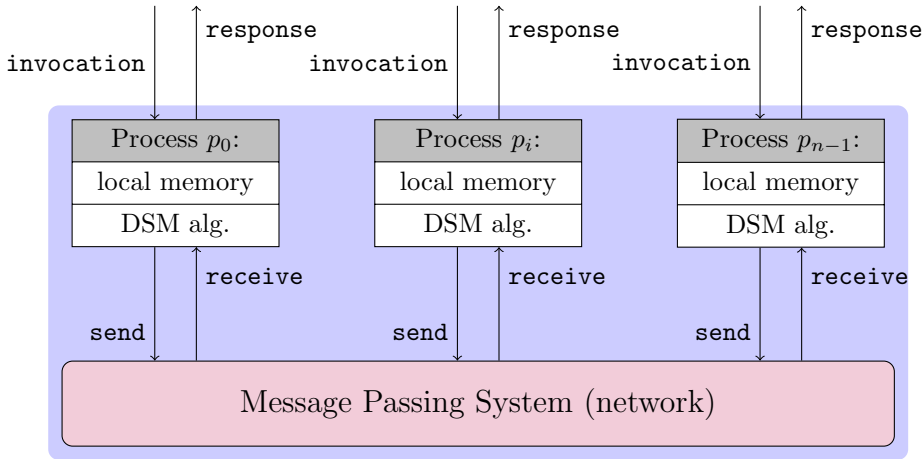 response response response
invocation invocation invocation
Process p₀: Process pᵢ: Process pₙ₋₁:
local memory local memory local memory
DSM alg. DSM alg. DSM alg.
receive receive receive
send send send
Message Passing System (network)